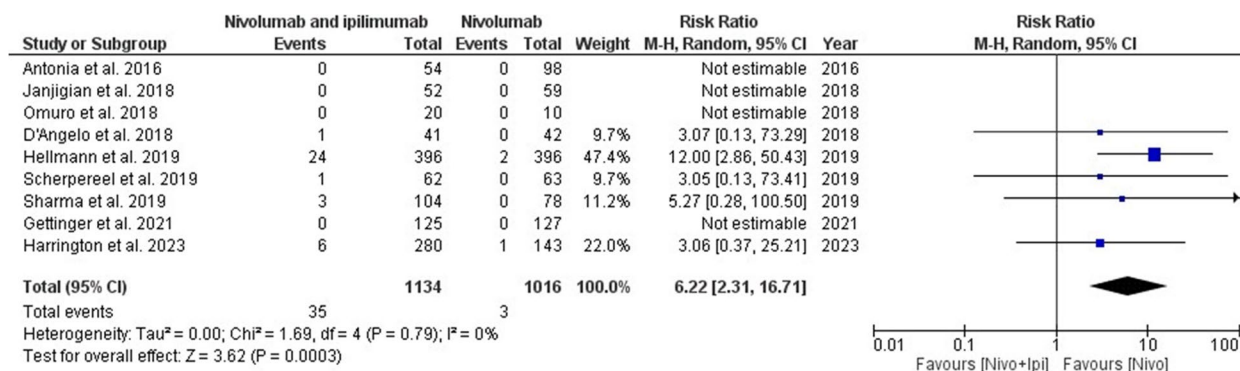 Nivolumab and ipilimumab Nivolumab Risk Ratio Risk Ratio
Study or Subgroup Events Total Events Total Weight M-H, Random, 95% CI Year M-H, Random, 95% CI
Antonia et al. 2016 0 54 0 98 Not estimable 2016
Janjigian et al. 2018 0 52 0 59 Not estimable 2018
Omuro et al. 2018 0 20 0 10 Not estimable 2018
D'Angelo et al. 2018 1 41 0 42 9.7% 3.07 [0.13, 73.29] 2018
Hellmann et al. 2019 24 396 2 396 47.4% 12.00 [2.86, 50.43] 2019
Scherpereel et al. 2019 1 62 0 63 9.7% 3.05 [0.13, 73.41] 2019
Sharma et al. 2019 3 104 0 78 11.2% 5.27 [0.28, 100.50] 2019
Gettinger et al. 2021 0 125 0 127 Not estimable 2021
Harrington et al. 2023 6 280 1 143 22.0% 3.06 [0.37, 25.21] 2023
Total (95% CI) 1134 1016 100.0% 6.22 [2.31, 16.71]
Total events 35 3
Heterogeneity: Tau² = 0.00; Chi² = 1.69, df = 4 (P = 0.79); I² = 0%
Test for overall effect: Z = 3.62 (P = 0.0003)
0.01 0.1 1 10 100
Favours [Nivo+Ipi] Favours [Nivo]